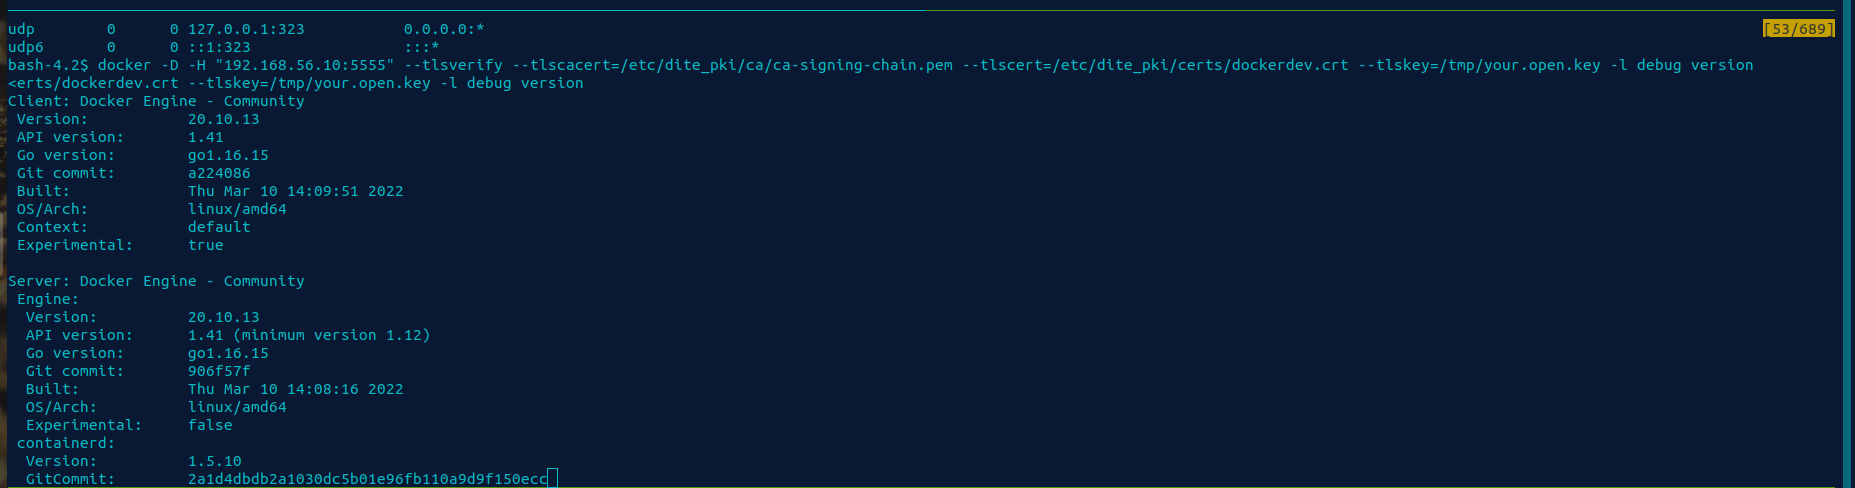 udp        0      0 127.0.0.1:323           0.0.0.0:*
[53/689]
udp6       0      0 ::1:323                 :::*
bash-4.2$ docker -D -H "192.168.56.10:5555" --tlsverify --tlscacert=/etc/dite_pki/ca/ca-signing-chain.pem --tlscert=/etc/dite_pki/certs/dockerdev.crt --tlskey=/tmp/your.open.key -l debug version
<erts/dockerdev.crt --tlskey=/tmp/your.open.key -l debug version
Client: Docker Engine - Community
 Version:           20.10.13
 API version:       1.41
 Go version:        go1.16.15
 Git commit:        a224086
 Built:             Thu Mar 10 14:09:51 2022
 OS/Arch:           linux/amd64
 Context:           default
 Experimental:      true

Server: Docker Engine - Community
 Engine:
  Version:          20.10.13
  API version:      1.41 (minimum version 1.12)
  Go version:       go1.16.15
  Git commit:       906f57f
  Built:            Thu Mar 10 14:08:16 2022
  OS/Arch:          linux/amd64
  Experimental:     false
 containerd:
  Version:          1.5.10
  GitCommit:        2a1d4dbdb2a1030dc5b01e96fb110a9d9f150ecc